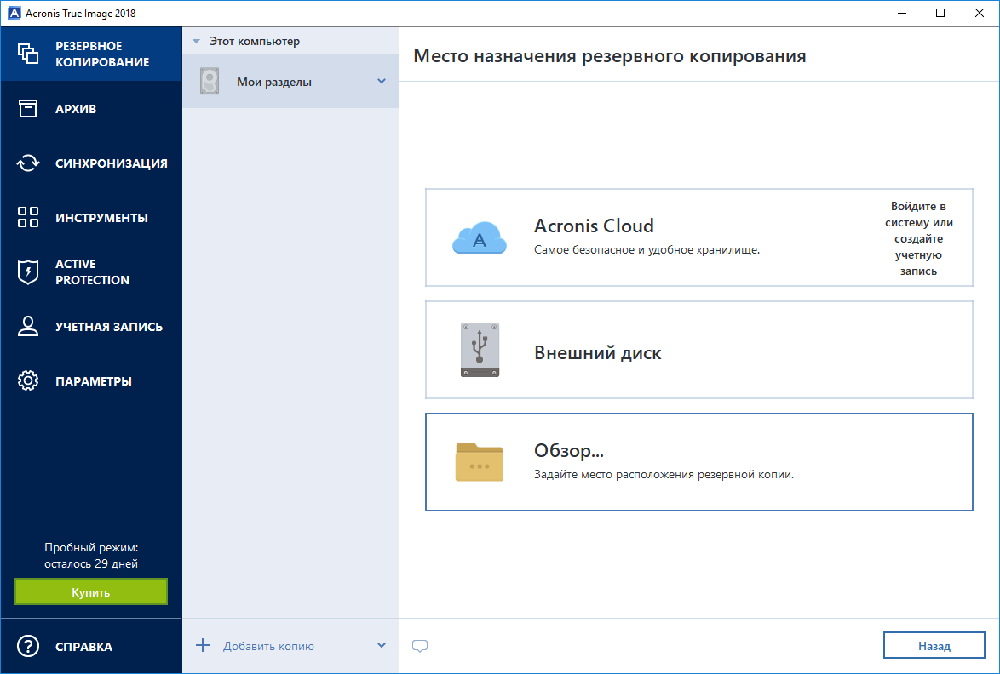 Acronis True Image 2018
РЕЗЕРВНОЕ
КОПИРОВАНИЕ
АРХИВ
СИНХРОНИЗАЦИЯ
ИНСТРУМЕНТЫ
ACTIVE
PROTECTION
УЧЕТНАЯ ЗАПИСЬ
ПАРАМЕТРЫ
Пробный режим:
осталось 29 дней
Купить
СПРАВКА
Этот компьютер
Мои разделы
Добавить копию
Место назначения резервного копирования
Acronis Cloud
Самое безопасное и удобное хранилище.
Войдите в
систему или
создайте
учетную
запись
Внешний диск
Обзор...
Задайте место расположения резервной копии.
Назад